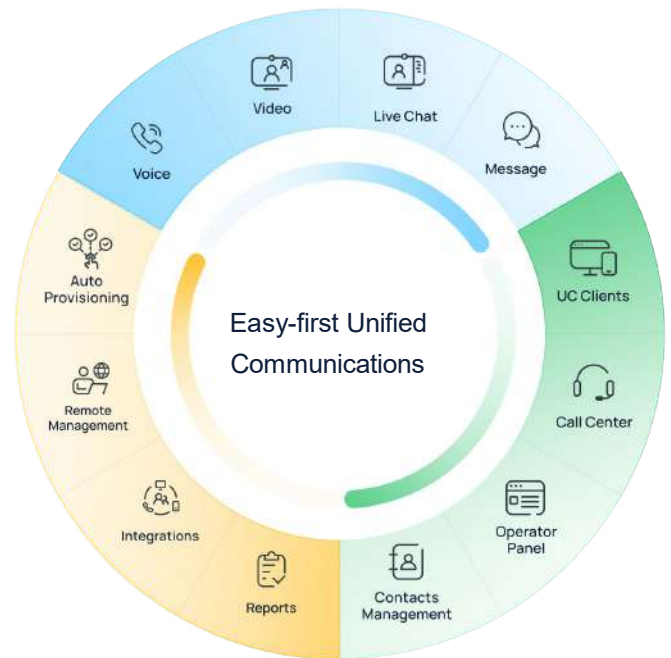 Video
Live Chat
Voice
Message
Auto
Provisioning
UC Clients
Easy-first Unified
Communications
Remote
Management
Call Center
Integrations
Operator
Panel
Reports
Contacts
Management